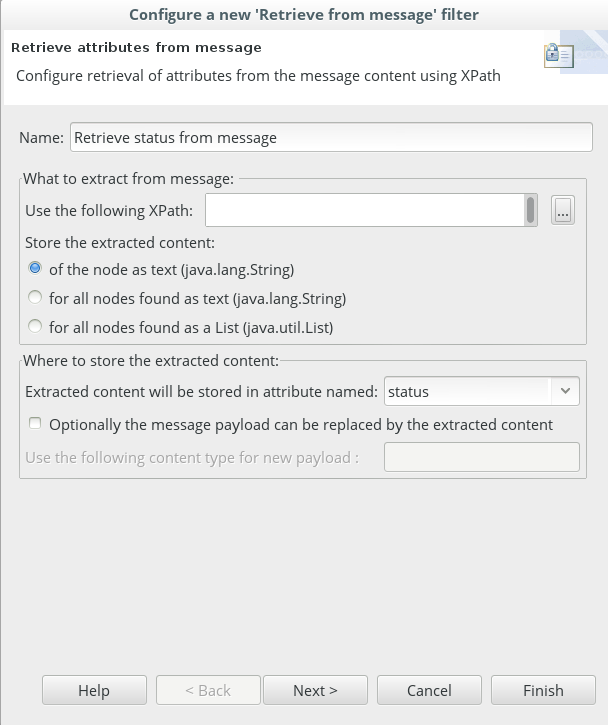 Configure a new 'Retrieve from message' filter
Retrieve attributes from message
Configure retrieval of attributes from the message content using XPath
Name: Retrieve status from message
What to extract from message:
Use the following XPath: ...
Store the extracted content:
of the node as text (java.lang.String)
for all nodes found as text (java.lang.String)
for all nodes found as a List (java.util.List)
Where to store the extracted content:
Extracted content will be stored in attribute named: status
Optionally the message payload can be replaced by the extracted content
Use the following content type for new payload :
Help < Back Next > Cancel Finish